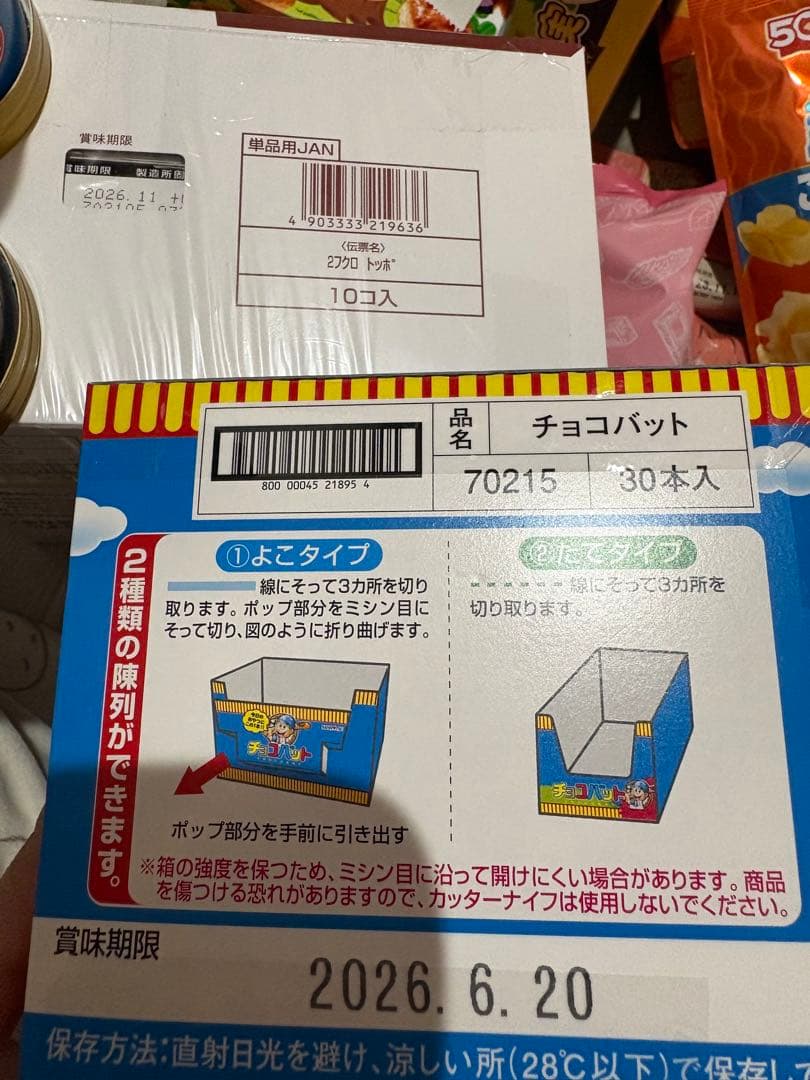 賞味期限
味期限 製造所固
2026.11
単品用JAN
4 903333 219636
〈伝票名〉
2フクロ トッポ
10コ入
品名
チョコバット
800 00045 21895 4
70215
30本入
2種類の陳列ができます。
①よこタイプ
線にそって3カ所を切り
取ります。ポップ部分をミシン目に
そって切り、図のように折り曲げます。
チョコバット
ポップ部分を手前に引き出す
②たてタイプ
線にそって3カ所を
切り取ります。
チョコバット
※箱の強度を保つため、ミシン目に沿って開けにくい場合があります。商品
を傷つける恐れがありますので、カッターナイフは使用しないでください。
賞味期限
2026. 6. 20
保存方法:直射日光を避け、涼しい所(28℃以下)で保存し